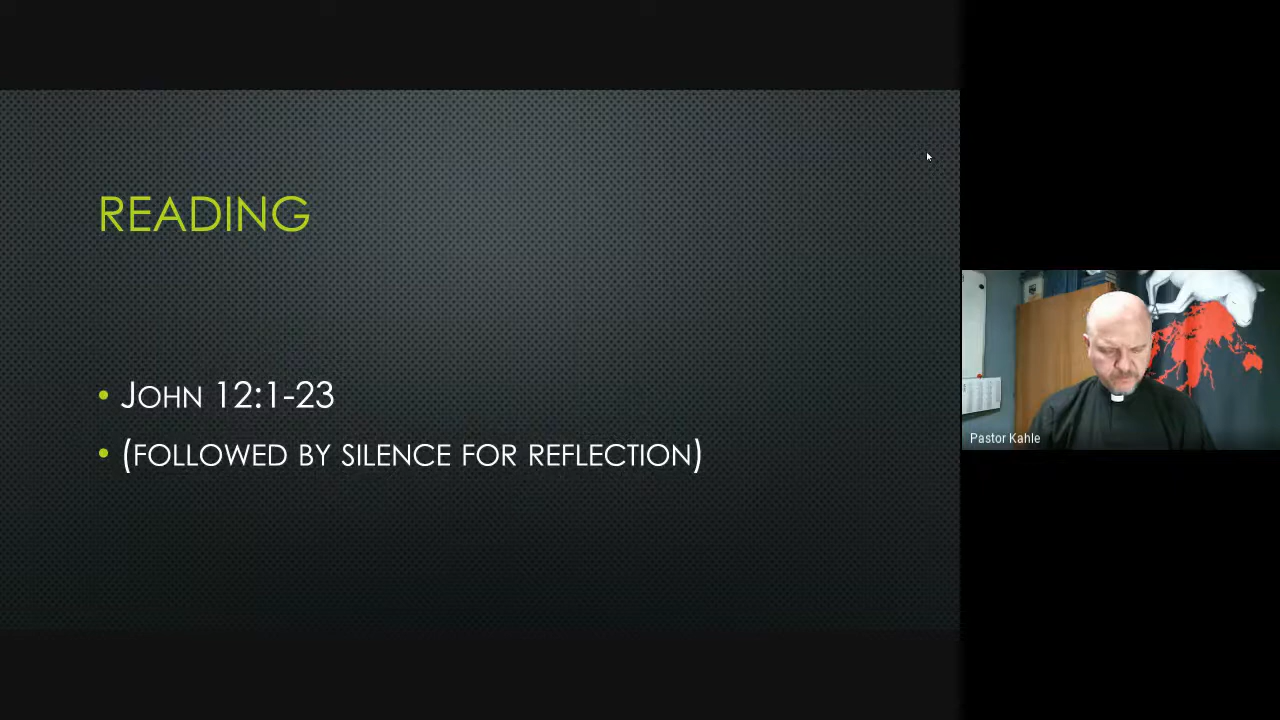 READING
• JOHN 12:1-23
• (FOLLOWED BY SILENCE FOR REFLECTION)
Pastor Kahle